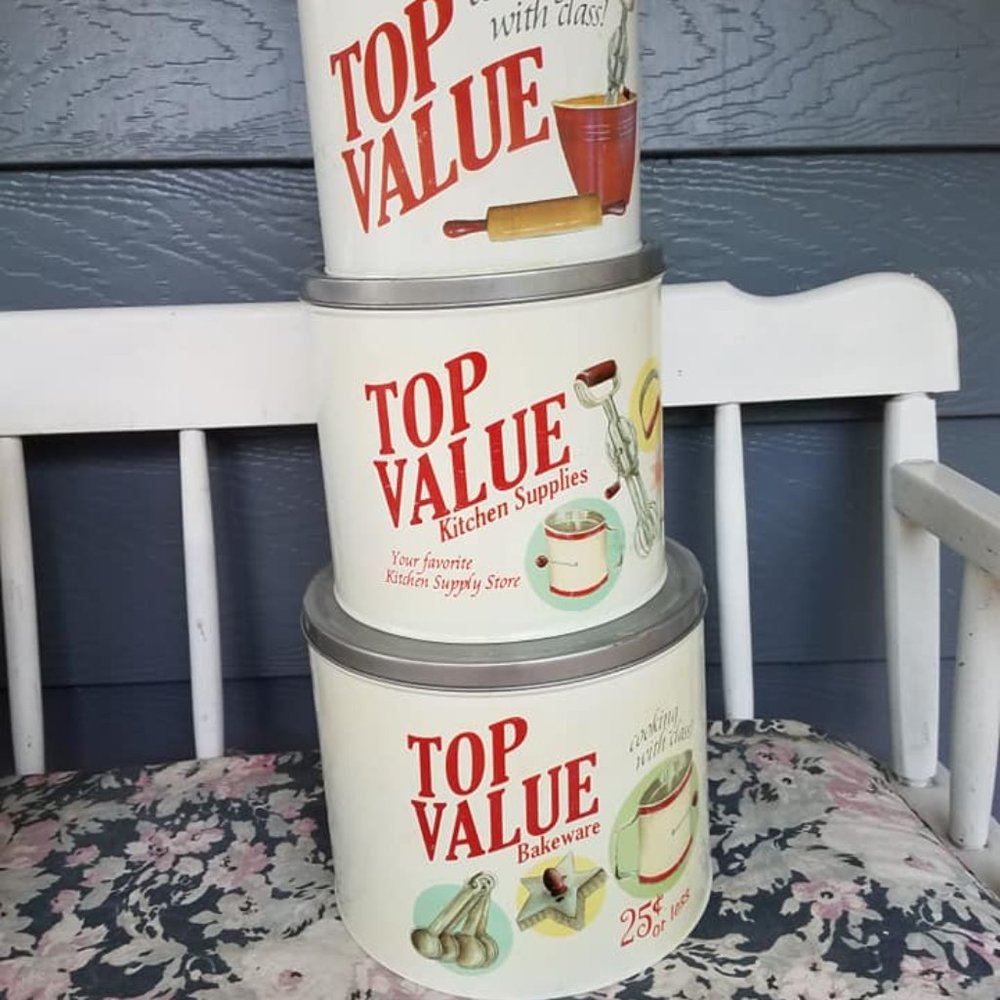 with class!
TOP
VALUE
TOP
VALUE
Kitchen Supplies
Your favorite
Kitchen Supply Store
TOP
VALUE
Bakeware
cooking
with class!
25¢
or less